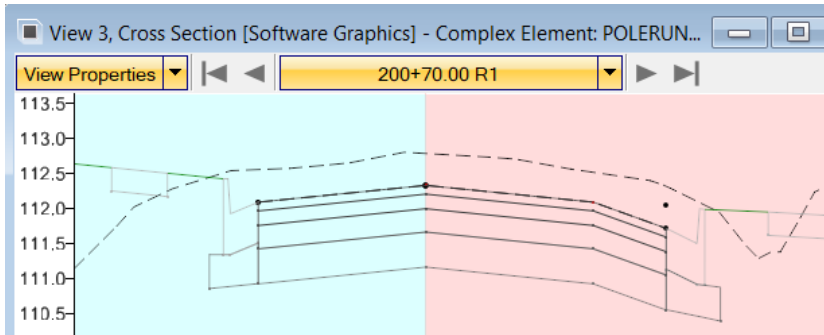 View 3, Cross Section [Software Graphics] - Complex Element: POLERUN...
View Properties
200+70.00 R1
113.5
113.0
112.5
112.0
111.5
111.0
110.5